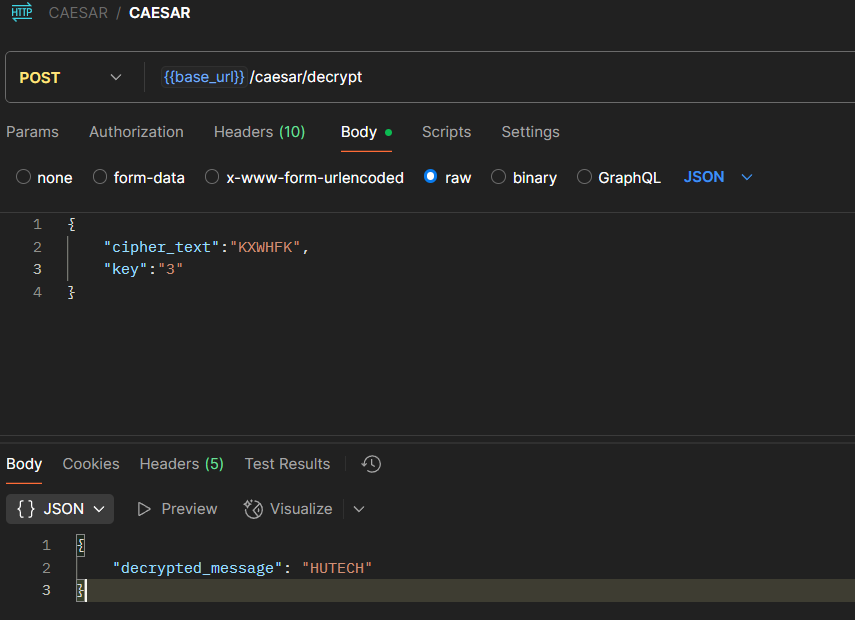 HTTP CAESAR / CAESAR
POST {{base_url}} /caesar/decrypt
Params Authorization Headers (10) Body Scripts Settings
none form-data x-www-form-urlencoded raw binary GraphQL JSON
1 {
2 "cipher_text":"KXWHFK",
3 "key":"3"
4 }
Body Cookies Headers (5) Test Results
{} JSON Preview Visualize
1 {
2 "decrypted_message": "HUTECH"
3 }